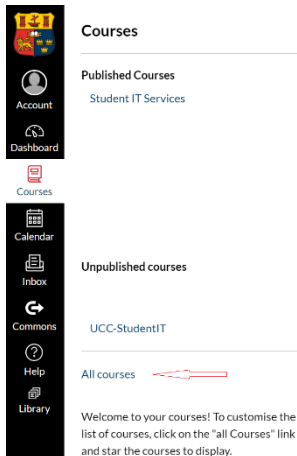 Courses
Published Courses
Student IT Services
Account
Dashboard
Courses
Calendar
Inbox
Commons
Help
Library
Unpublished courses
UCC-StudentIT
All courses
Welcome to your courses! To customise the
list of courses, click on the "all Courses" link
and star the courses to display.